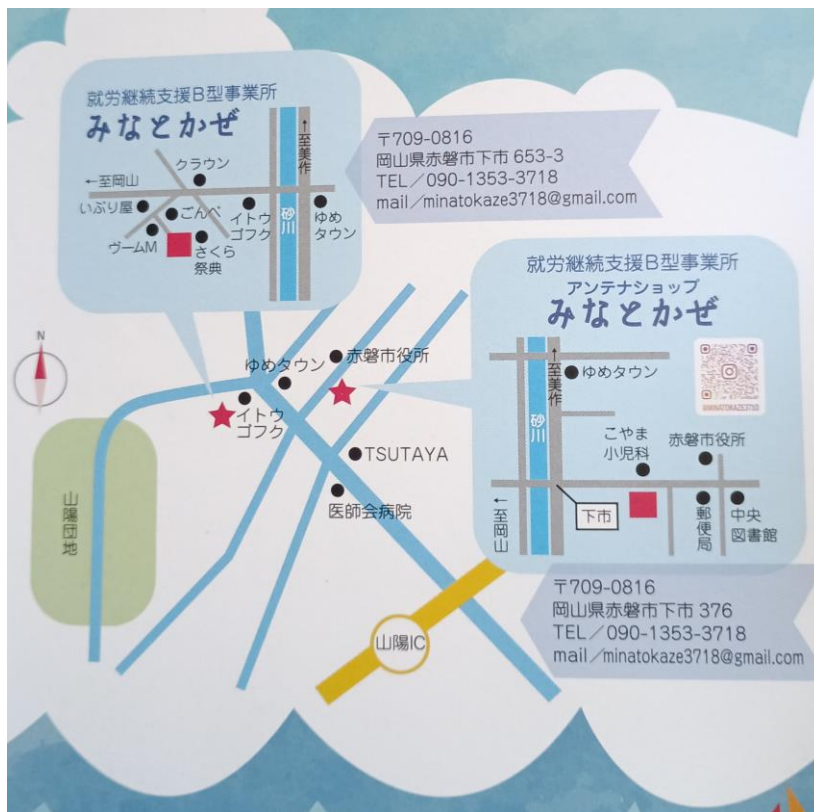 就労継続支援B型事業所
みなとかぜ
クラウン
←至岡山
いぶり屋
ごんべ
イトウ
ゴフク
ゆめ
タウン
ヴームM
さくら
祭典
砂川
↑至美作
〒709-0816
岡山県赤磐市下市 653-3
TEL／090-1353-3718
mail／minatokaze3718@gmail.com
就労継続支援B型事業所
アンテナショップ
みなとかぜ
↑至美作
砂川
ゆめタウン
こやま
小児科
赤磐市役所
下市
郵便局
中央
図書館
←至岡山
N
ゆめタウン
赤磐市役所
イトウ
ゴフク
TSUTAYA
医師会病院
山陽団地
山陽IC
〒709-0816
岡山県赤磐市下市 376
TEL／090-1353-3718
mail／minatokaze3718@gmail.com